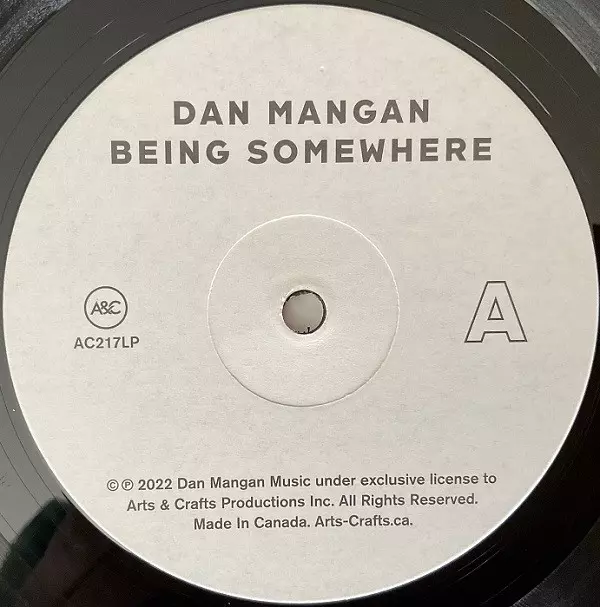 DAN MANGAN
BEING SOMEWHERE
A&C
AC217LP
A
©℗ 2022 Dan Mangan Music under exclusive license to
Arts & Crafts Productions Inc. All Rights Reserved.
Made In Canada. Arts-Crafts.ca.